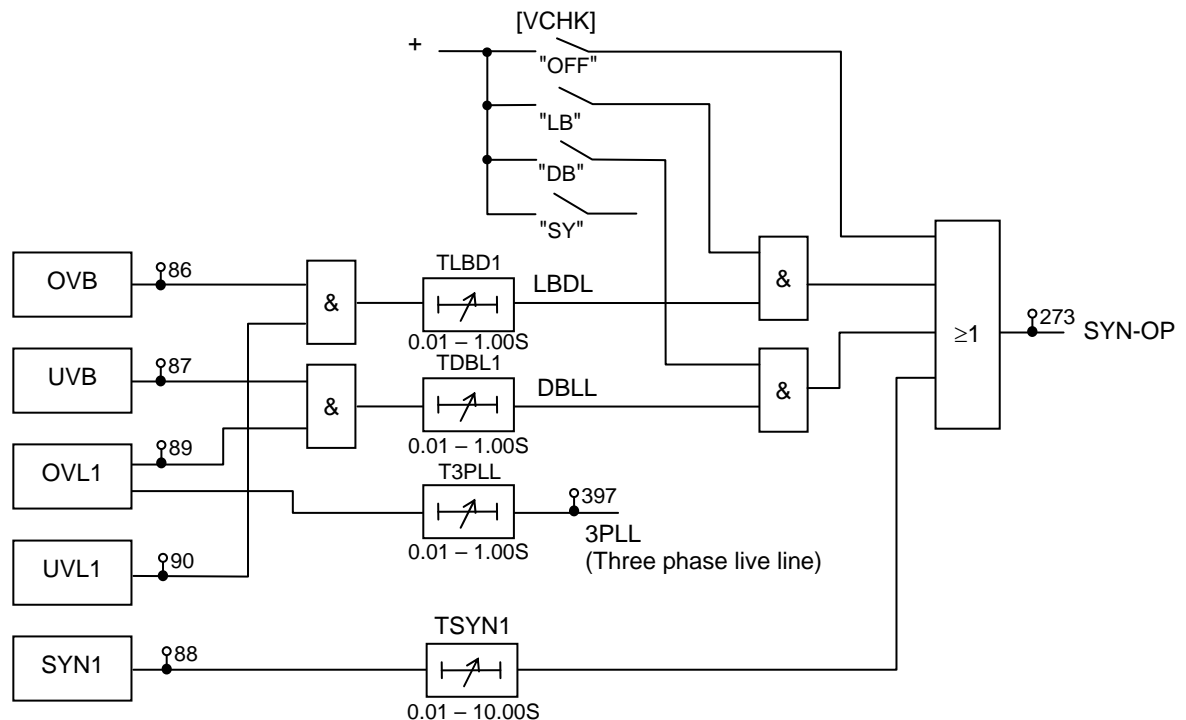 [VCHK]
+
"OFF"
"LB"
"DB"
"SY"
OVB
86
&
TLBD1
0.01 – 1.00S
LBDL
&
UVB
87
&
TDBL1
0.01 – 1.00S
DBLL
&
≥1
273
SYN-OP
OVL1
89
T3PLL
0.01 – 1.00S
397
3PLL
(Three phase live line)
UVL1
90
SYN1
88
TSYN1
0.01 – 10.00S